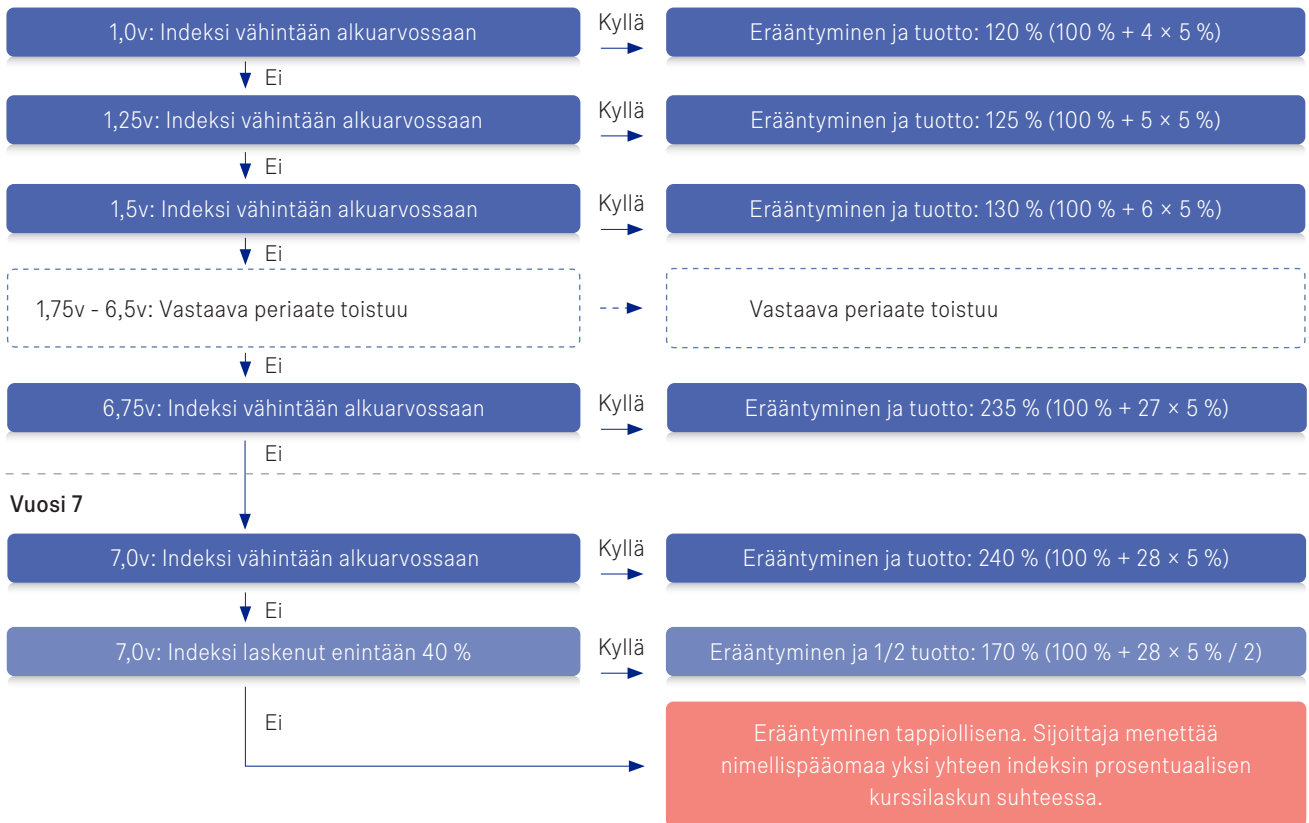 1,0v: Indeksi vähintään alkuarvossaan
Kyllä
Erääntyminen ja tuotto: 120 % (100 % + 4 × 5 %)
Ei
1,25v: Indeksi vähintään alkuarvossaan
Kyllä
Erääntyminen ja tuotto: 125 % (100 % + 5 × 5 %)
Ei
1,5v: Indeksi vähintään alkuarvossaan
Kyllä
Erääntyminen ja tuotto: 130 % (100 % + 6 × 5 %)
Ei
1,75v - 6,5v: Vastaava periaate toistuu
Vastaava periaate toistuu
Ei
6,75v: Indeksi vähintään alkuarvossaan
Kyllä
Erääntyminen ja tuotto: 235 % (100 % + 27 × 5 %)
Ei
Vuosi 7
7,0v: Indeksi vähintään alkuarvossaan
Kyllä
Erääntyminen ja tuotto: 240 % (100 % + 28 × 5 %)
Ei
7,0v: Indeksi laskenut enintään 40 %
Kyllä
Erääntyminen ja 1/2 tuotto: 170 % (100 % + 28 × 5 % / 2)
Ei
Erääntyminen tappiollisena. Sijoittaja menettää
nimellispääomaa yksi yhteen indeksin prosentuaalisen
kurssilaskun suhteessa.